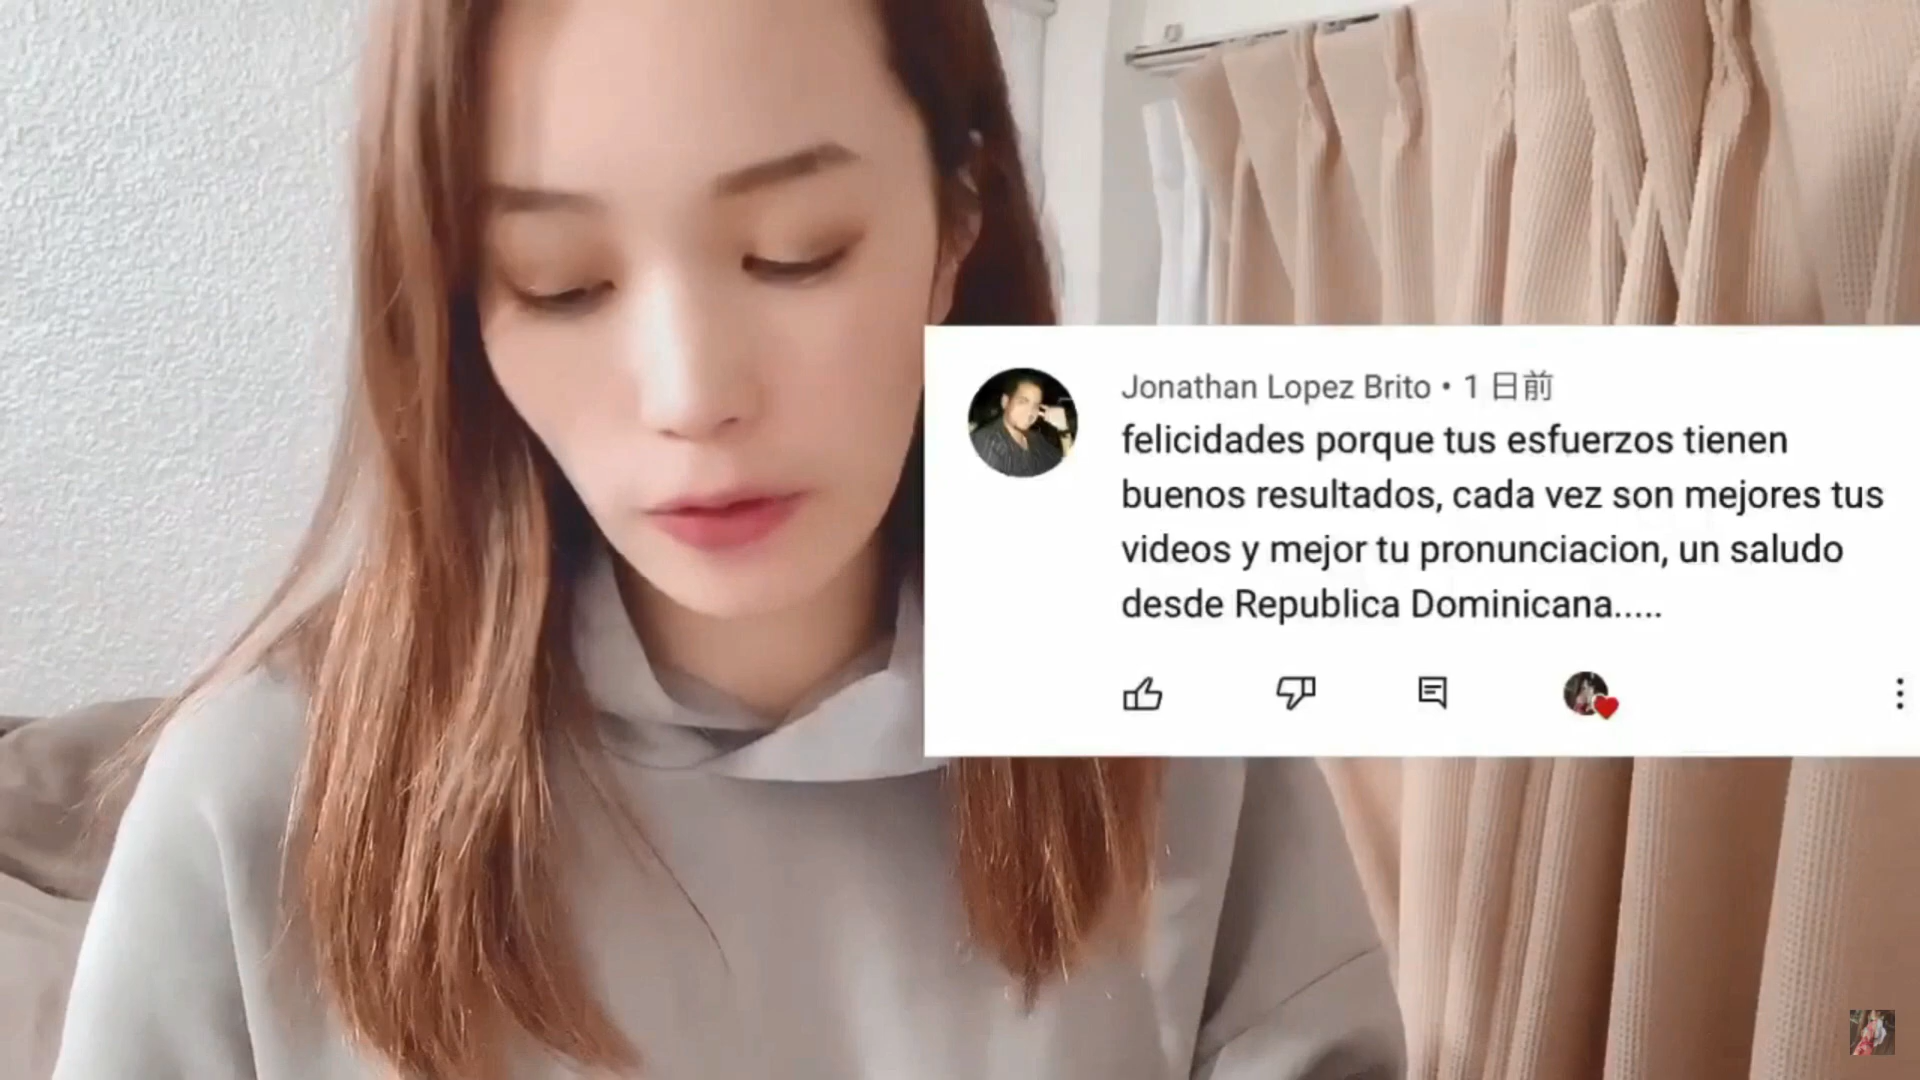 Jonathan Lopez Brito • 1 日前
felicidades porque tus esfuerzos tienen
buenos resultados, cada vez son mejores tus
videos y mejor tu pronunciacion, un saludo
desde Republica Dominicana.....